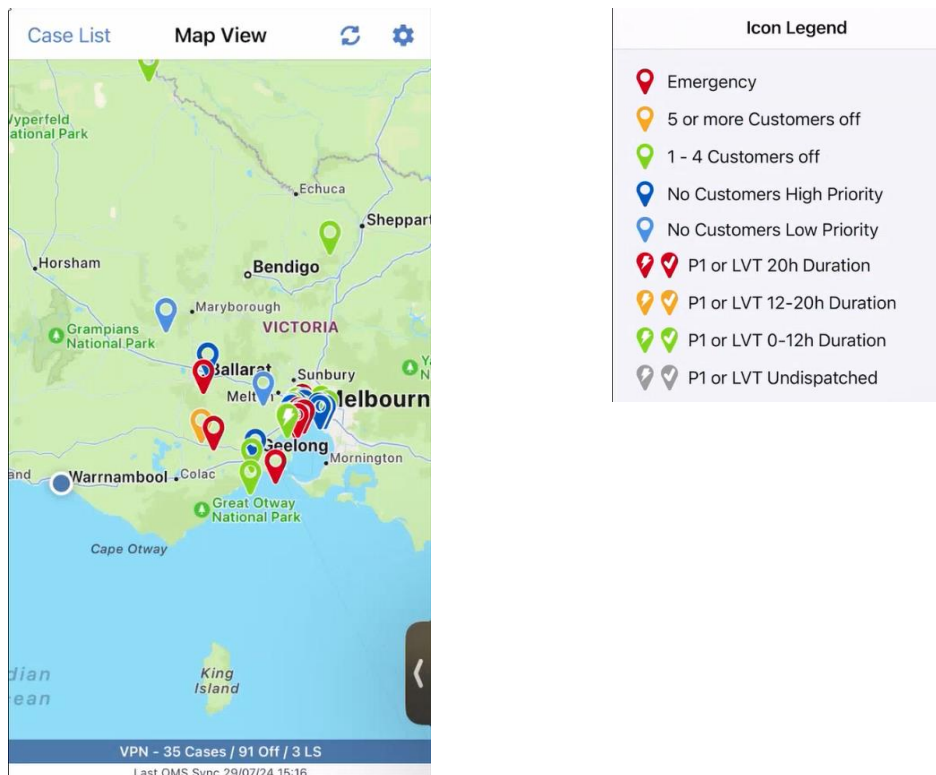 Case List
Map View
Icon Legend
Emergency
5 or more Customers off
1 - 4 Customers off
No Customers High Priority
No Customers Low Priority
P1 or LVT 20h Duration
P1 or LVT 12-20h Duration
P1 or LVT 0-12h Duration
P1 or LVT Undispatched
National Park
Echuca
Sheppar
Horsham
Bendigo
Maryborough
Grampians
National Park
VICTORIA
Ballarat
Sunbury
Melt
Melbourn
Geelong
Mornington
Warrnambool
Colac
Great Otway
National Park
Cape Otway
King
Island
VPN - 35 Cases / 91 Off / 3 LS
Last OMS Sync 29/07/24 15:16